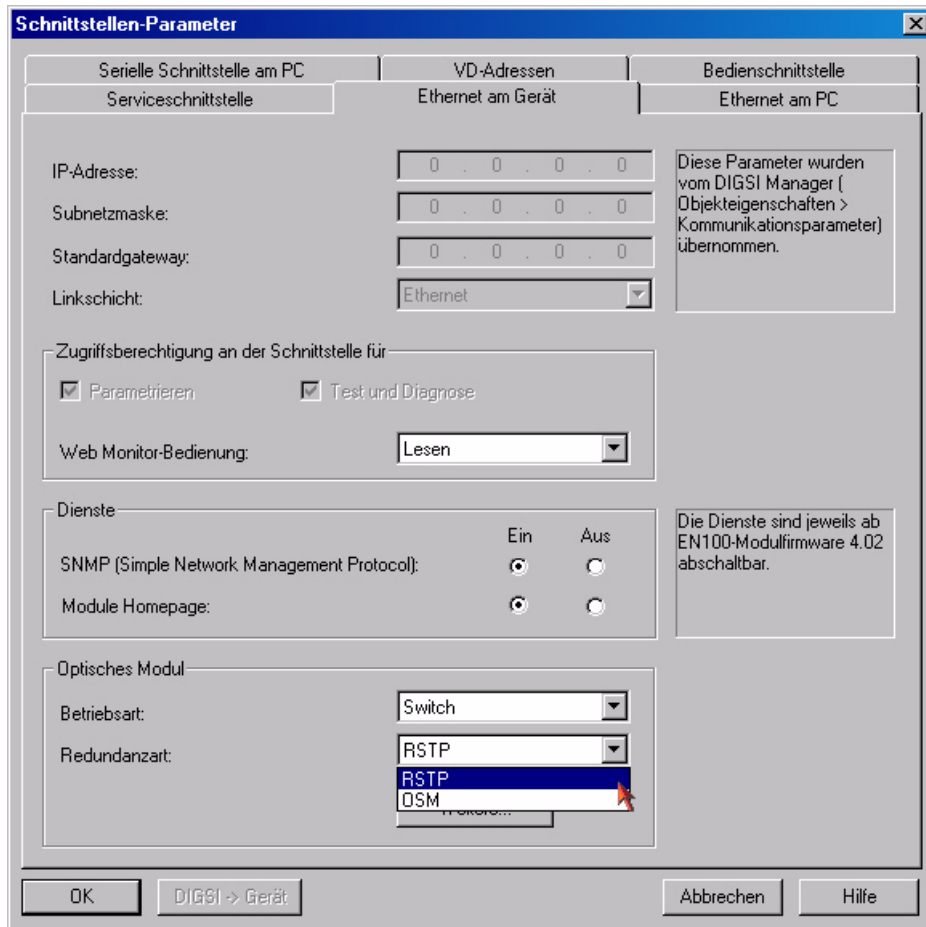 Schnittstellen-Parameter
Serielle Schnittstelle am PC
VD-Adressen
Bedienschnittstelle
Serviceschnittstelle
Ethernet am Gerät
Ethernet am PC
IP-Adresse:
0 . 0 . 0 . 0
Subnetzmaske:
0 . 0 . 0 . 0
Standardgateway:
0 . 0 . 0 . 0
Linkschicht:
Ethernet
Diese Parameter wurden
vom DIGSI Manager (
Objekteigenschaften >
Kommunikationsparameter)
übernommen.
Zugriffsberechtigung an der Schnittstelle für
Parametrieren
Test und Diagnose
Web Monitor-Bedienung:
Lesen
Dienste
Ein
Aus
SNMP (Simple Network Management Protocol):
Module Homepage:
Die Dienste sind jeweils ab
EN100-Modulfirmware 4.02
abschaltbar.
Optisches Modul
Betriebsart:
Switch
Redundanzart:
RSTP
RSTP
OSM
OK
DIGSI -> Gerät
Abbrechen
Hilfe